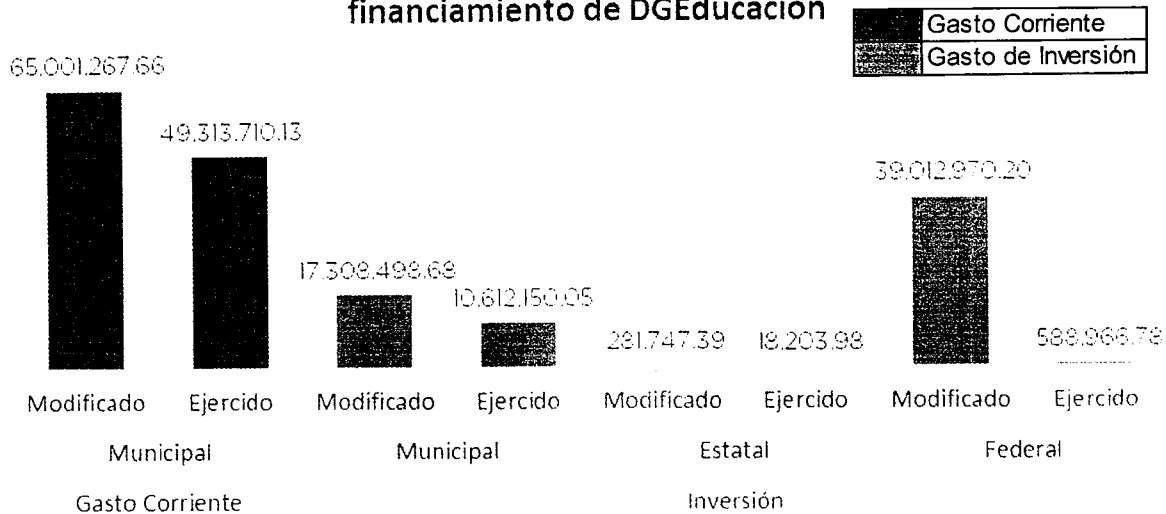 financiamiento de DGEducación
Gasto Corriente
Gasto de Inversión
65,001,267.66
49,313,710.13
17,308,498.68
10,612,150.05
281,747.39
18,203.98
39,012,970.20
588,966.78
Modificado Ejercido Modificado Ejercido Modificado Ejercido Modificado Ejercido
Municipal Municipal Estatal Federal
Gasto Corriente Inversión